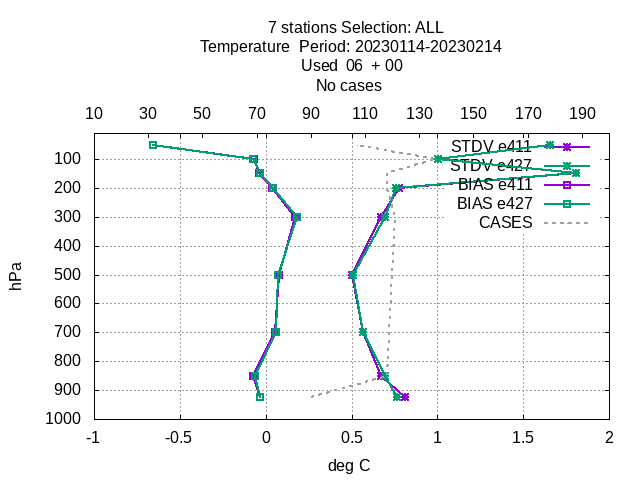 7 stations Selection: ALL
Temperature  Period: 20230114-20230214
Used  06  + 00
No cases
10 30 50 70 90 110 130 150 170 190
STDV e411
STDV e427
BIAS e411
BIAS e427
CASES
100
200
300
400
500
600
700
800
900
1000
hPa
-1 -0.5 0 0.5 1 1.5 2
deg C